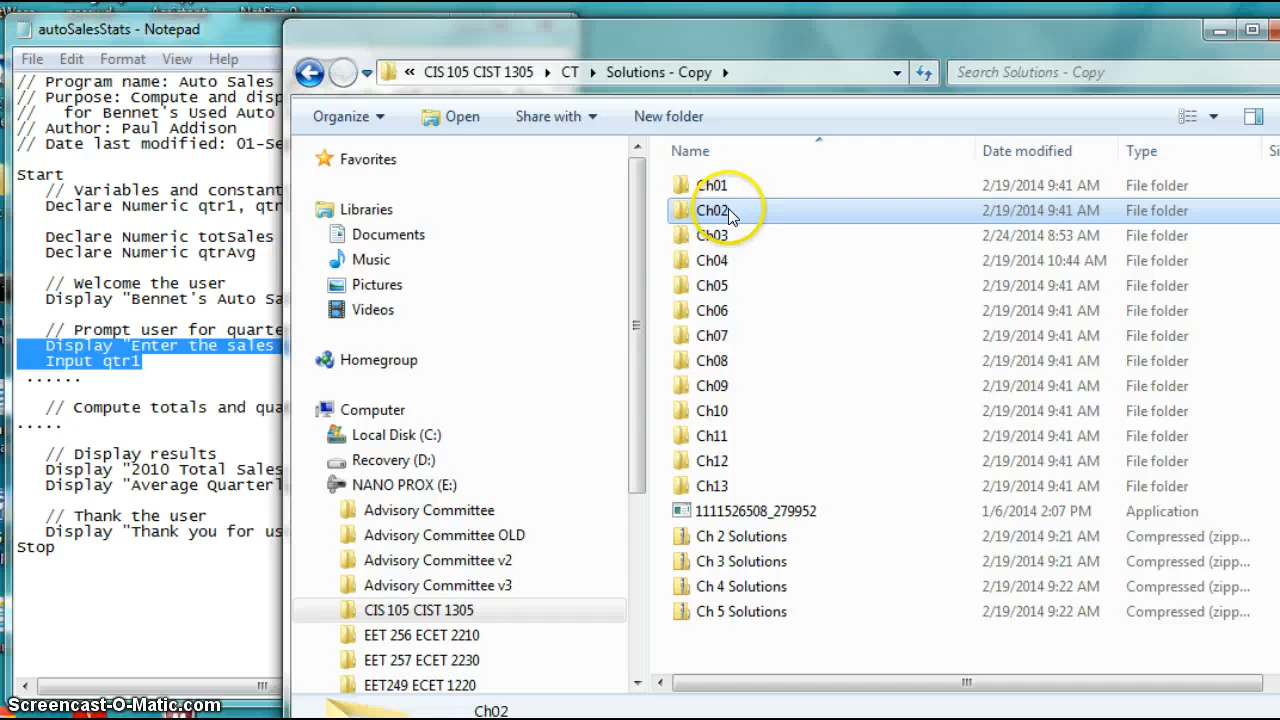 autoSalesStats - Notepad
File Edit Format View Help
// Program name: Auto Sales
// Purpose: Compute and disp
// for Bennet's Used Auto
// Author: Paul Addison
// Date last modified: 01-Se
Start
// Variables and constant
Declare Numeric qtr1, qtr
Declare Numeric totSales
Declare Numeric qtrAvg
// Welcome the user
Display "Bennet's Auto Sa
// Prompt user for quarte
Display "Enter the sales
Input qtr1
......
// Compute totals and qua
.....
// Display results
Display "2010 Total Sales
Display "Average Quarterl
// Thank the user
Display "Thank you for us
Stop
« CIS 105 CIST 1305 CT Solutions - Copy
Search Solutions - Copy
Organize Open Share with New folder
Favorites
Libraries
Documents
Music
Pictures
Videos
Homegroup
Computer
Local Disk (C:)
Recovery (D:)
NANO PROX (E:)
Advisory Committee
Advisory Committee OLD
Advisory Committee v2
Advisory Committee v3
CIS 105 CIST 1305
EET 256 ECET 2210
EET 257 ECET 2230
EET249 ECET 1220
Name Date modified Type Si
Ch01 2/19/2014 9:41 AM File folder
Ch02 2/19/2014 9:41 AM File folder
Ch03 2/24/2014 8:53 AM File folder
Ch04 2/19/2014 10:44 AM File folder
Ch05 2/19/2014 9:41 AM File folder
Ch06 2/19/2014 9:41 AM File folder
Ch07 2/19/2014 9:41 AM File folder
Ch08 2/19/2014 9:41 AM File folder
Ch09 2/19/2014 9:41 AM File folder
Ch10 2/19/2014 9:41 AM File folder
Ch11 2/19/2014 9:41 AM File folder
Ch12 2/19/2014 9:41 AM File folder
Ch13 2/19/2014 9:41 AM File folder
1111526508_279952 1/6/2014 2:07 PM Application
Ch 2 Solutions 2/19/2014 9:21 AM Compressed (zipp...
Ch 3 Solutions 2/19/2014 9:21 AM Compressed (zipp...
Ch 4 Solutions 2/19/2014 9:22 AM Compressed (zipp...
Ch 5 Solutions 2/19/2014 9:22 AM Compressed (zipp...
Ch02
Screencast-O-Matic.com